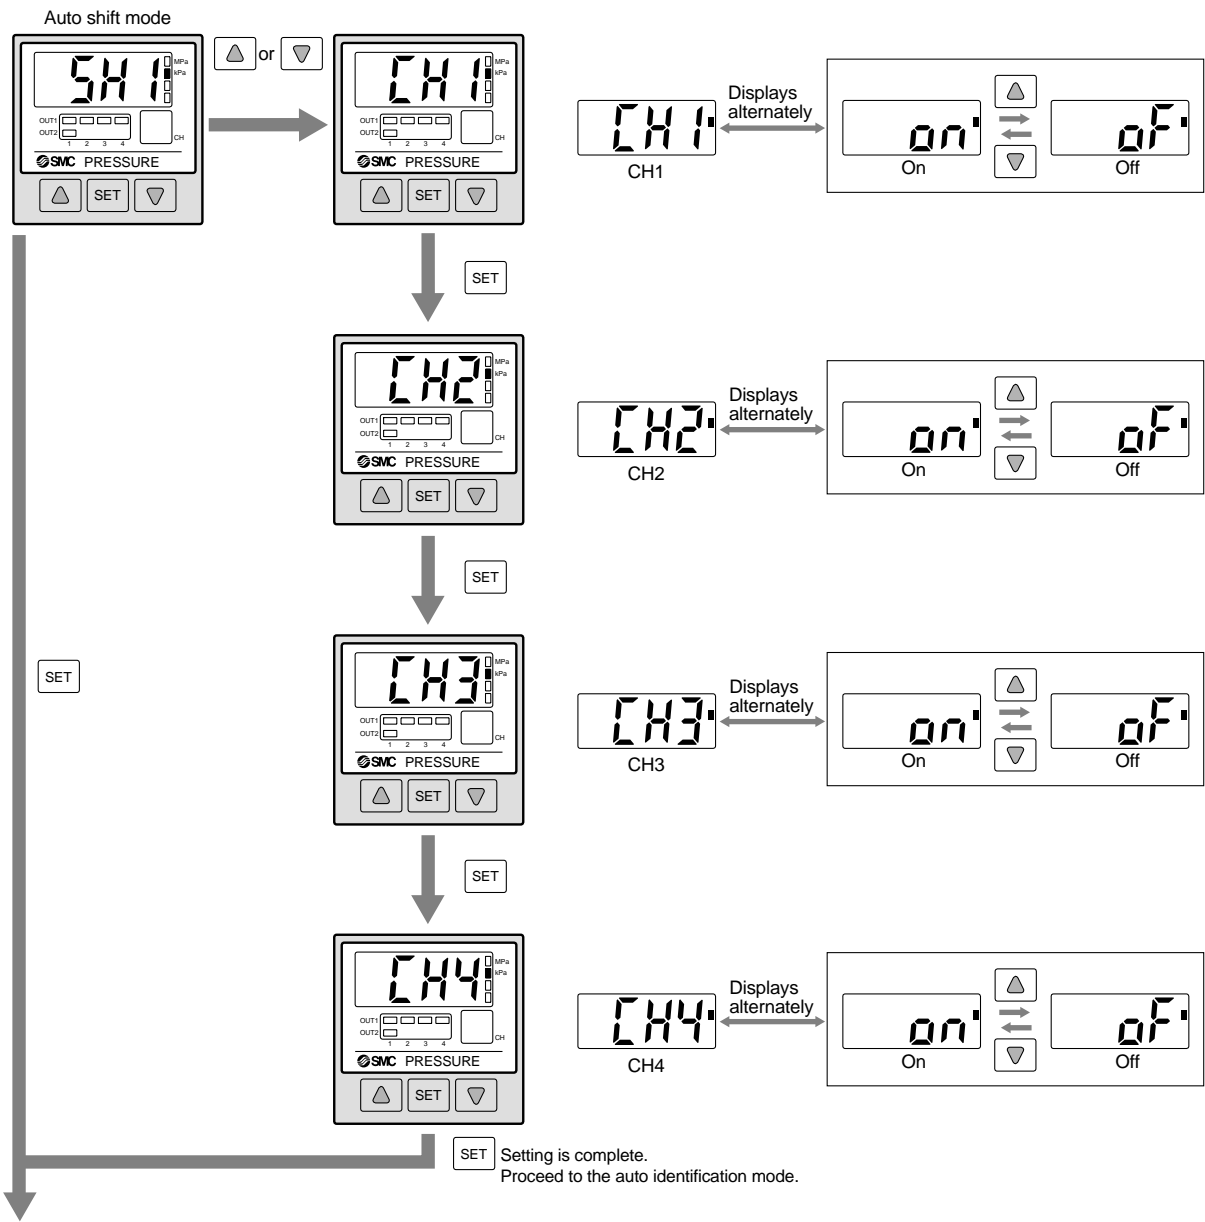 Auto shift mode
SH1
MPa
kPa
OUT1
OUT2
1 2 3 4
CH
SMC PRESSURE
SET
or
CH1
MPa
kPa
OUT1
OUT2
1 2 3 4
CH
SMC PRESSURE
SET
CH1
CH1
Displays
alternately
on
On
oF
Off
SET
CH2
MPa
kPa
OUT1
OUT2
1 2 3 4
CH
SMC PRESSURE
SET
CH2
CH2
Displays
alternately
on
On
oF
Off
SET
SET
CH3
MPa
kPa
OUT1
OUT2
1 2 3 4
CH
SMC PRESSURE
SET
CH3
CH3
Displays
alternately
on
On
oF
Off
SET
CH4
MPa
kPa
OUT1
OUT2
1 2 3 4
CH
SMC PRESSURE
SET
CH4
CH4
Displays
alternately
on
On
oF
Off
SET Setting is complete.
Proceed to the auto identification mode.